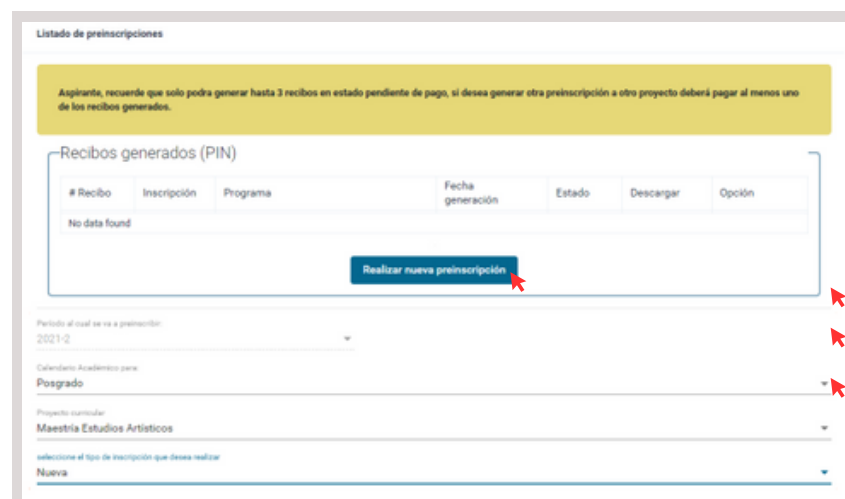 Listado de preinscripciones
Aspirante, recuerde que solo podra generar hasta 3 recibos en estado pendiente de pago, si desea generar otra preinscripción a otro proyecto deberá pagar al menos uno
de los recibos generados.
Recibos generados (PIN)
# Recibo Inscripción Programa Fecha generación Estado Descargar Opción
No data found
Realizar nueva preinscripción
Periodo al cual se va a preinscribir:
2021-2
Calendario Académico para:
Posgrado
Proyecto curricular
Maestría Estudios Artísticos
seleccione el tipo de inscripción que desea realizar
Nueva